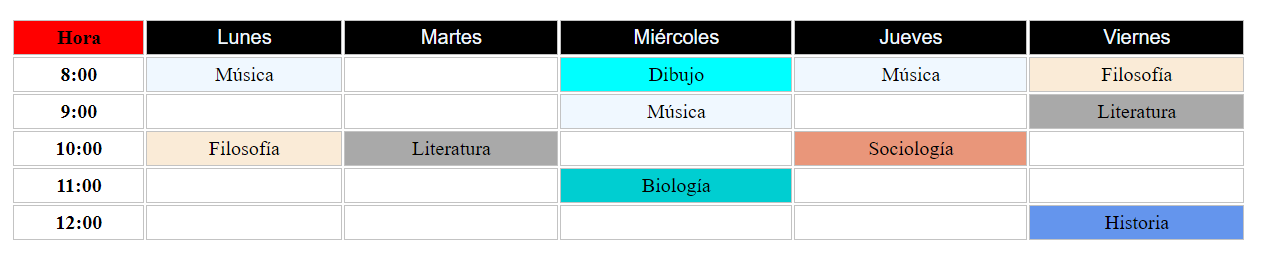 Hora Lunes Martes Miércoles Jueves Viernes
8:00 Música Dibujo Música Filosofía
9:00 Música Literatura
10:00 Filosofía Literatura Sociología
11:00 Biología
12:00 Historia